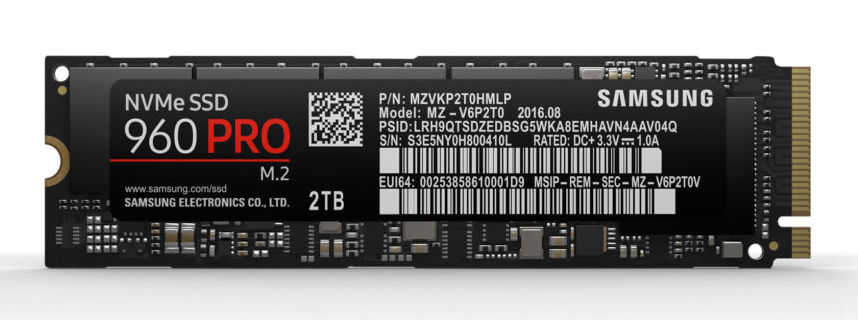 NVMe SSD
960 PRO
M.2
www.samsung.com/ssd
SAMSUNG ELECTRONICS CO., LTD.
2TB
SAMSUNG
P/N: MZVKP2T0HMLP
Model: MZ - V6P2T0 2016.08
PSID: LRH9QTSDZEDBSG5WKA8EMHAVN4AAV04Q
S/N: S3E5NY0H800410L RATED: DC+3.3V⎓1.0A
EUI64: 00253858610001D9 MSIP-REM-SEC-MZ-V6P2T0V